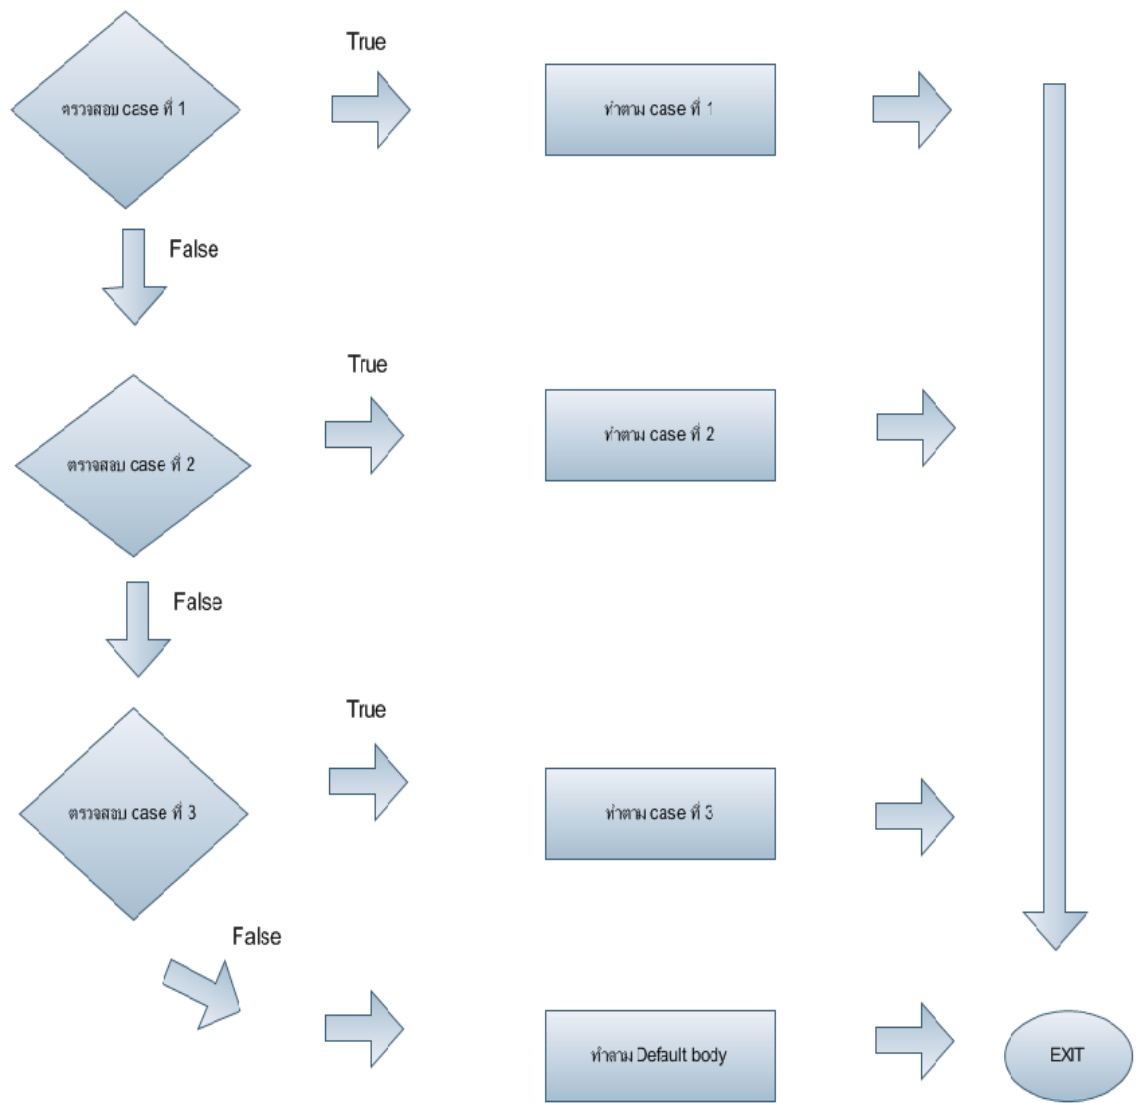 True
ตรวจสอบ case ที่ 1
ทำตาม case ที่ 1
False
True
ตรวจสอบ case ที่ 2
ทำตาม case ที่ 2
False
True
ตรวจสอบ case ที่ 3
ทำตาม case ที่ 3
False
ทำตาม Default body
EXIT